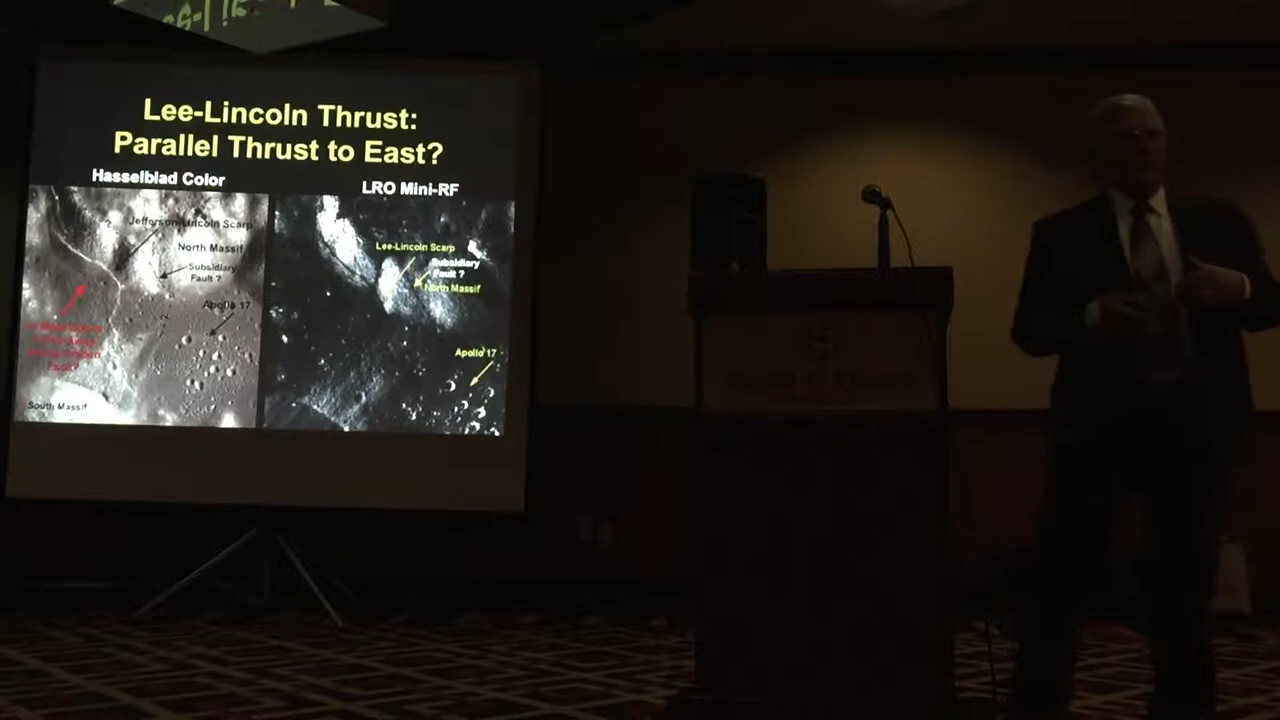 Lee-Lincoln Thrust:
Parallel Thrust to East?
Hasselblad Color
LRO Mini-RF
Jefferson-Lincoln Scarp
North Massif
Subsidiary
Fault ?
Apollo 17
South Massif
Lee-Lincoln Scarp
Subsidiary
Fault ?
North Massif
Apollo 17